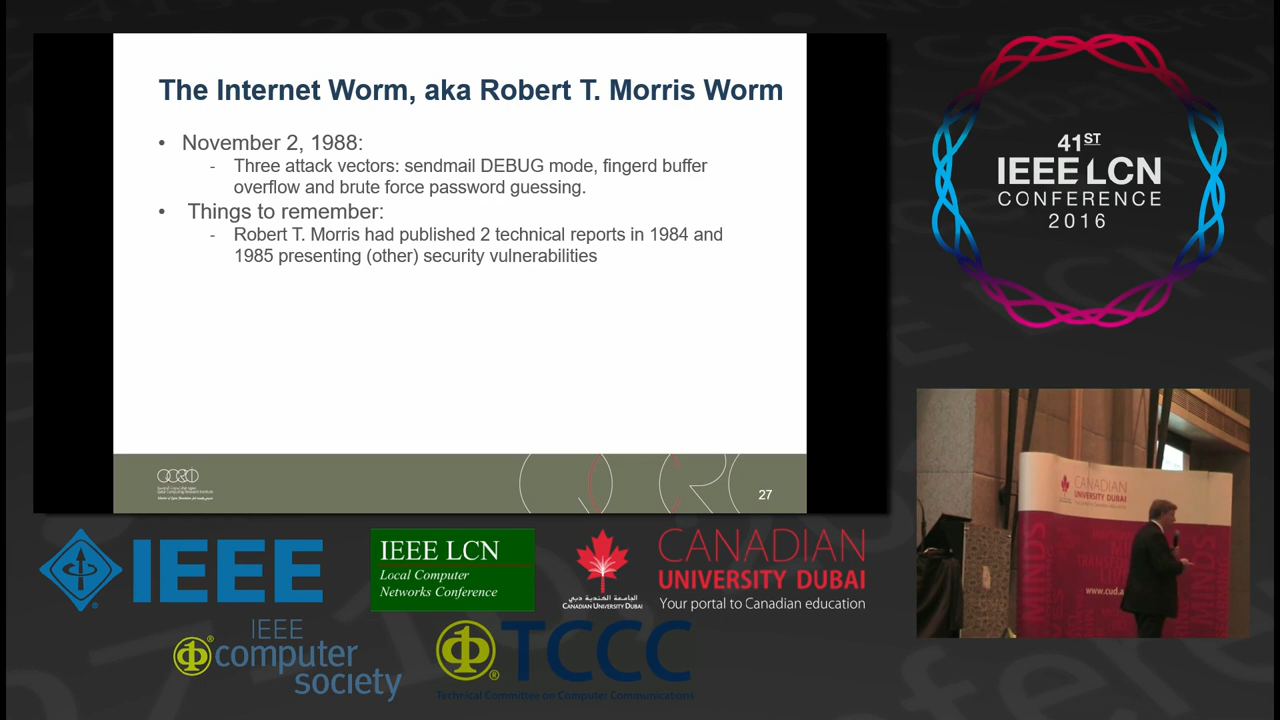 The Internet Worm, aka Robert T. Morris Worm
• November 2, 1988:
- Three attack vectors: sendmail DEBUG mode, fingerd buffer
overflow and brute force password guessing.
• Things to remember:
- Robert T. Morris had published 2 technical reports in 1984 and
1985 presenting (other) security vulnerabilities
27
41ST
IEEE LCN
CONFERENCE
2016
CANADIAN
UNIVERSITY DUBAI
www.cud.a
IEEE
IEEE LCN
Local Computer
Networks Conference
CANADIAN UNIVERSITY DUBAI
CANADIAN
UNIVERSITY DUBAI
Your portal to Canadian education
IEEE
computer
society
TCCC
Technical Committee on Computer Communications